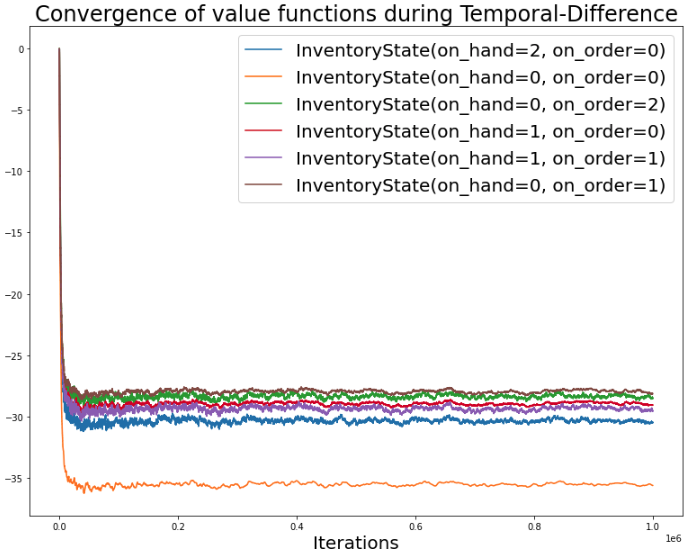 Convergence of value functions during Temporal-Difference
InventoryState(on_hand=2, on_order=0)
InventoryState(on_hand=0, on_order=0)
InventoryState(on_hand=0, on_order=2)
InventoryState(on_hand=1, on_order=0)
InventoryState(on_hand=1, on_order=1)
InventoryState(on_hand=0, on_order=1)
0
−5
−10
−15
−20
−25
−30
−35
0.0 0.2 0.4 0.6 0.8 1.0
1e6
Iterations